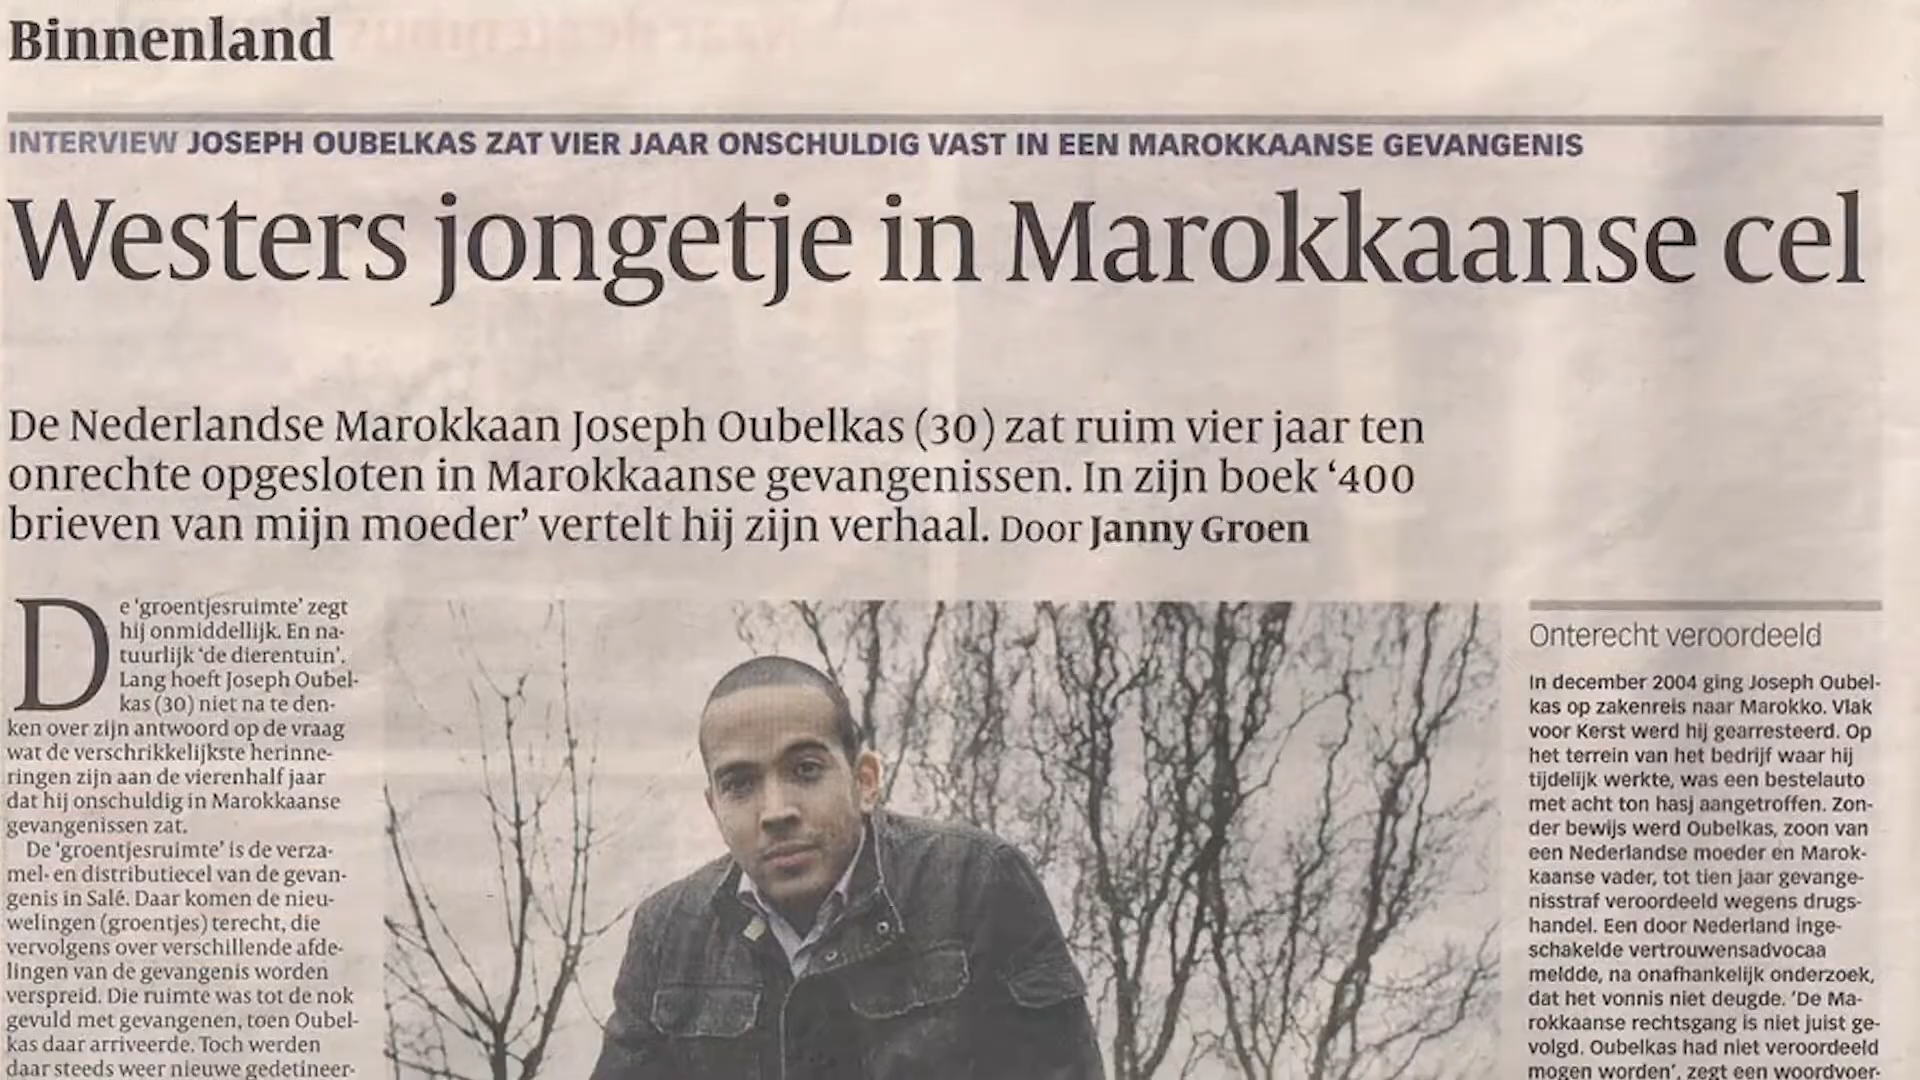 Binnenland
INTERVIEW JOSEPH OUBELKAS ZAT VIER JAAR ONSCHULDIG VAST IN EEN MAROKKAANSE GEVANGENIS
Westers jongetje in Marokkaanse cel
De Nederlandse Marokkaan Joseph Oubelkas (30) zat ruim vier jaar ten
onrechte opgesloten in Marokkaanse gevangenissen. In zijn boek ‘400
brieven van mijn moeder’ vertelt hij zijn verhaal. Door Janny Groen
De ‘groentjesruimte’ zegt
hij onmiddellijk. En na-
tuurlijk ‘de dierentuin’.
Lang hoeft Joseph Oubel-
kas (30) niet na te den-
ken over zijn antwoord op de vraag
wat de verschrikkelijkste herinne-
ringen zijn aan de vierenhalf jaar
dat hij onschuldig in Marokkaanse
gevangenissen zat.
De ‘groentjesruimte’ is de verza-
mel- en distributiecel van de gevan-
genis in Salé. Daar komen de nieu-
welingen (groentjes) terecht, die
vervolgens over verschillende afde-
lingen van de gevangenis worden
verspreid. Die ruimte was tot de nok
gevuld met gevangenen, toen Oubel-
kas daar arriveerde. Toch werden
daar steeds weer nieuwe gedetineer-
Onterecht veroordeeld
In december 2004 ging Joseph Oubel-
kas op zakenreis naar Marokko. Vlak
voor Kerst werd hij gearresteerd. Op
het terrein van het bedrijf waar hij
tijdelijk werkte, was een bestelauto
met acht ton hasj aangetroffen. Zon-
der bewijs werd Oubelkas, zoon van
een Nederlandse moeder en Marok-
kaanse vader, tot tien jaar gevange-
nisstraf veroordeeld wegens drugs-
handel. Een door Nederland inge-
schakelde vertrouwensadvocaa
meldde, na onafhankelijk onderzoek,
dat het vonnis niet deugde. ‘De Ma-
rokkaanse rechtsgang is niet juist ge-
volgd. Oubelkas had niet veroordeeld
mogen worden’, zegt een woordvoer-